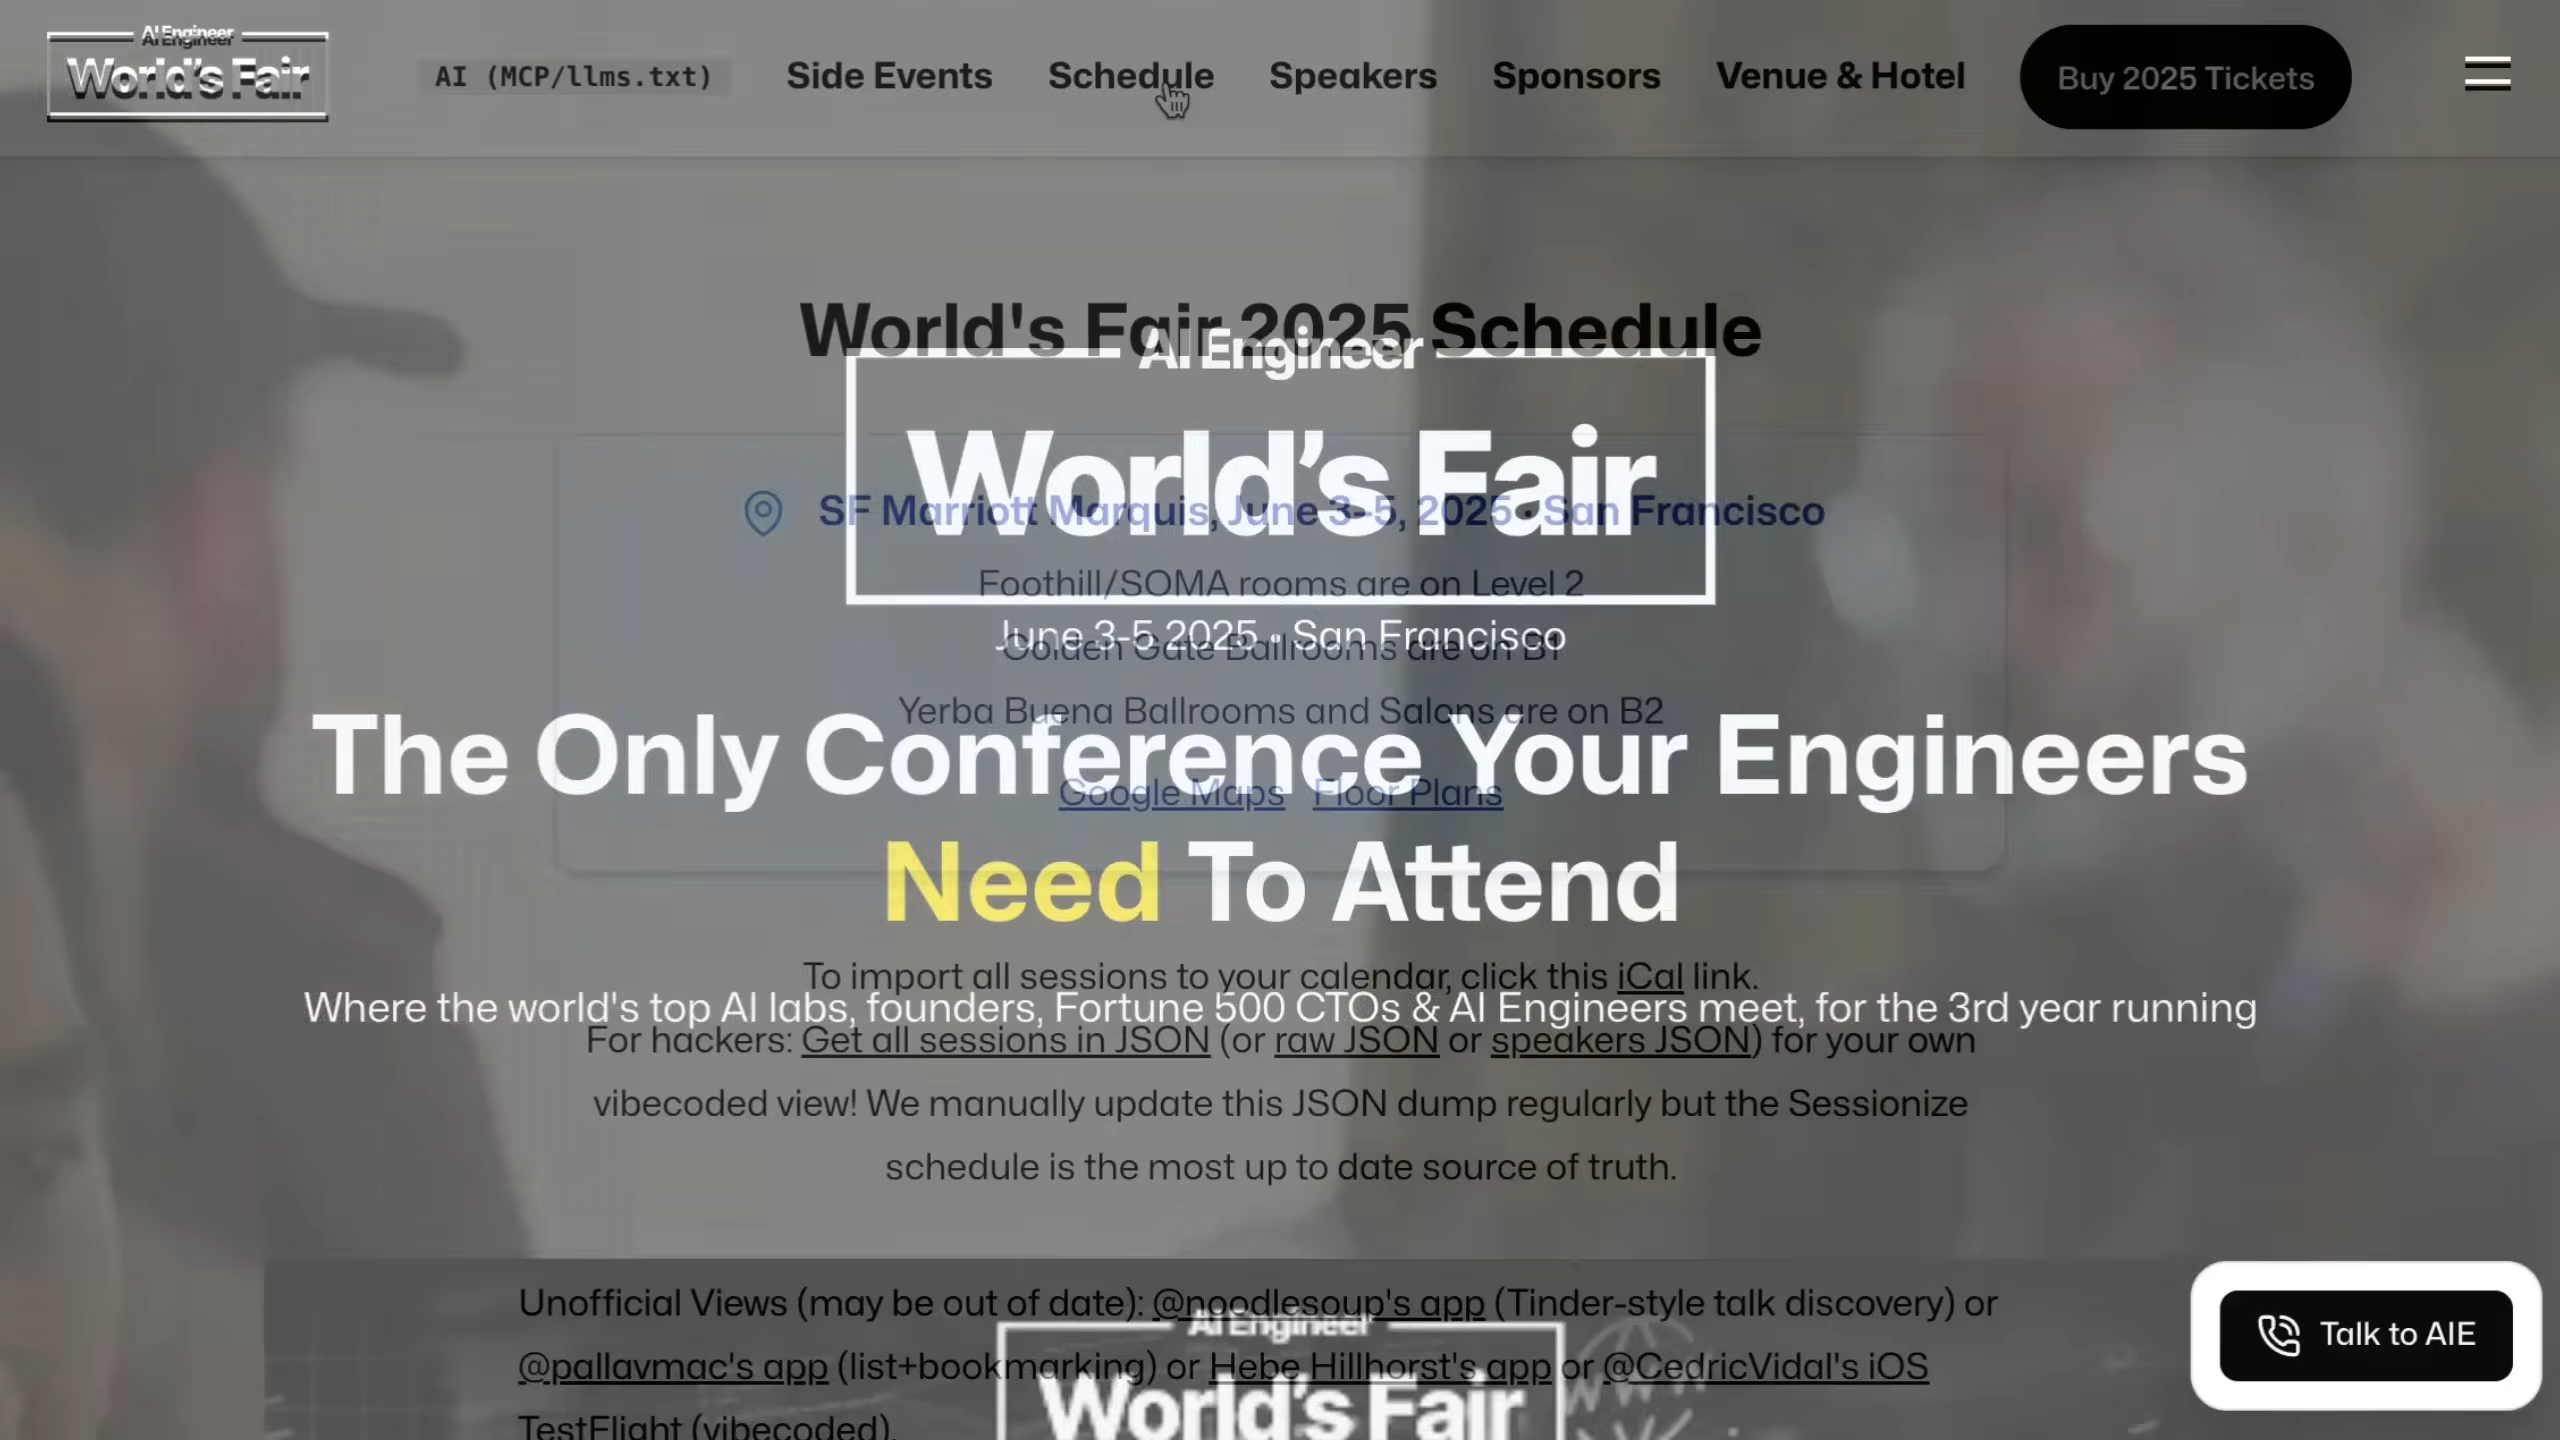 AI Engineer
World's Fair
AI (MCP/llms.txt)
Side Events
Schedule
Speakers
Sponsors
Venue & Hotel
Buy 2025 Tickets
World's Fair 2025 Schedule
AI Engineer
World’s Fair
SF Marriott Marquis, June 3-5, 2025 • San Francisco
Foothill/SOMA rooms are on Level 2
June 3-5 2025 • San Francisco
Golden Gate Ballrooms are on B1
Yerba Buena Ballrooms and Salons are on B2
The Only Conference Your Engineers
Google Maps Floor Plans
Need To Attend
To import all sessions to your calendar, click this iCal link.
Where the world's top AI labs, founders, Fortune 500 CTOs & AI Engineers meet, for the 3rd year running
For hackers: Get all sessions in JSON (or raw JSON or speakers JSON) for your own
vibecoded view! We manually update this JSON dump regularly but the Sessionize
schedule is the most up to date source of truth.
Unofficial Views (may be out of date): @noodlesoup's app (Tinder-style talk discovery) or
AI Engineer
Talk to AIE
@pallavmac's app (list+bookmarking) or Hebe Hillhorst's app or @CedricVidal's iOS
World’s Fair
TestFlight (vibecoded).